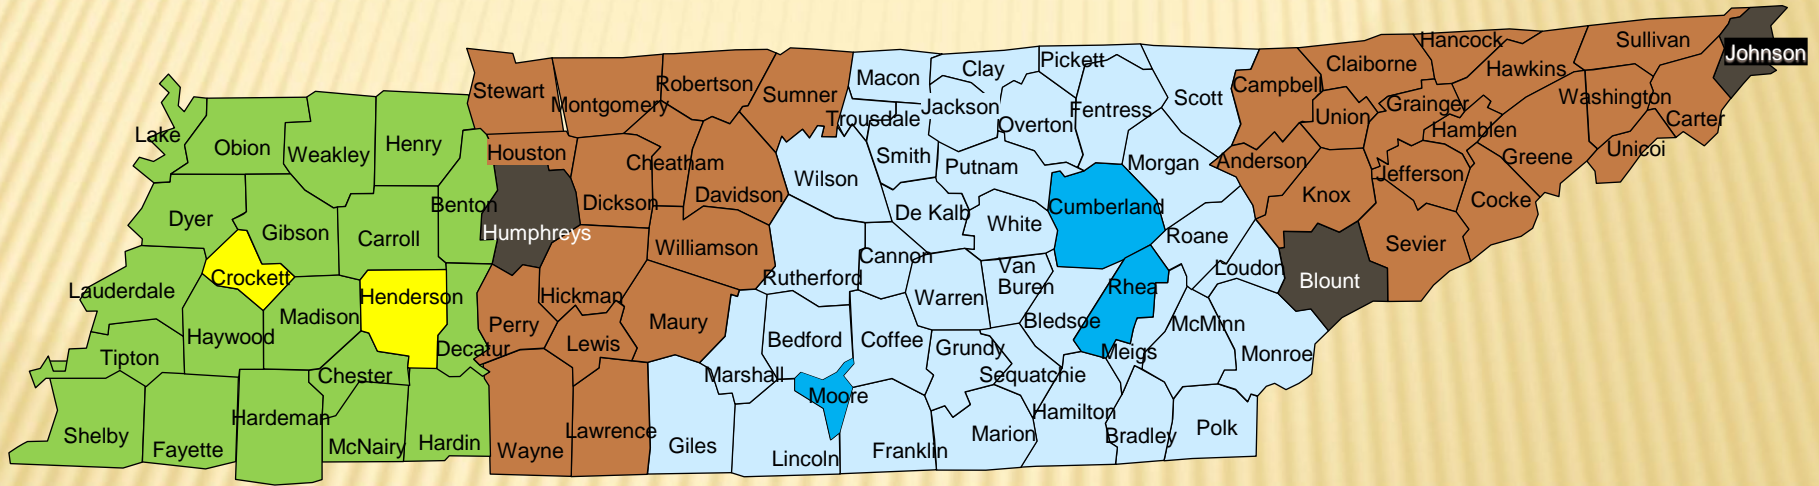 Lake
Obion
Weakley
Henry
Dyer
Gibson
Carroll
Benton
Crockett
Lauderdale
Haywood
Madison
Henderson
Decatur
Tipton
Chester
Shelby
Fayette
Hardeman
McNairy
Hardin
Stewart
Montgomery
Robertson
Sumner
Houston
Cheatham
Dickson
Davidson
Humphreys
Williamson
Hickman
Perry
Lewis
Maury
Wayne
Lawrence
Macon
Clay
Pickett
Trousdale
Jackson
Overton
Fentress
Scott
Smith
Putnam
Morgan
Wilson
De Kalb
White
Cumberland
Roane
Cannon
Rutherford
Van
Buren
Warren
Rhea
Loudon
Bledsoe
McMinn
Bedford
Coffee
Grundy
Meigs
Monroe
Marshall
Sequatchie
Moore
Hamilton
Giles
Lincoln
Franklin
Marion
Bradley
Polk
Campbell
Claiborne
Hancock
Hawkins
Sullivan
Johnson
Union
Grainger
Washington
Hamblen
Carter
Anderson
Greene
Unicoi
Jefferson
Knox
Cocke
Sevier
Blount